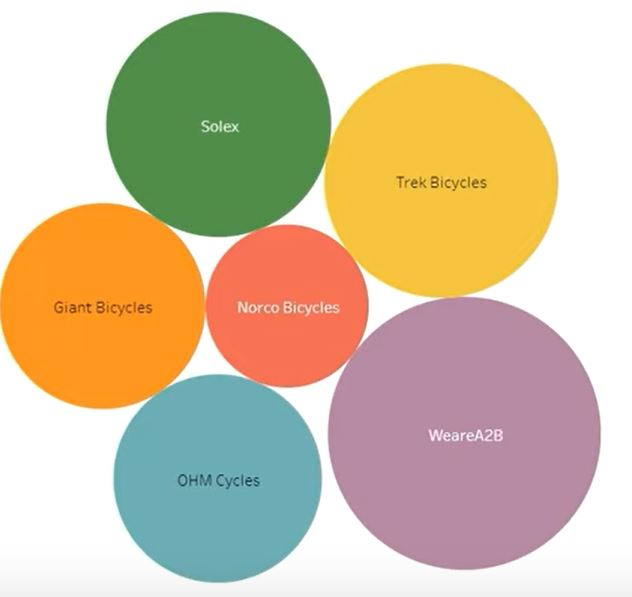 Solex
Trek Bicycles
Giant Bicycles
Norco Bicycles
WeareA2B
OHM Cycles